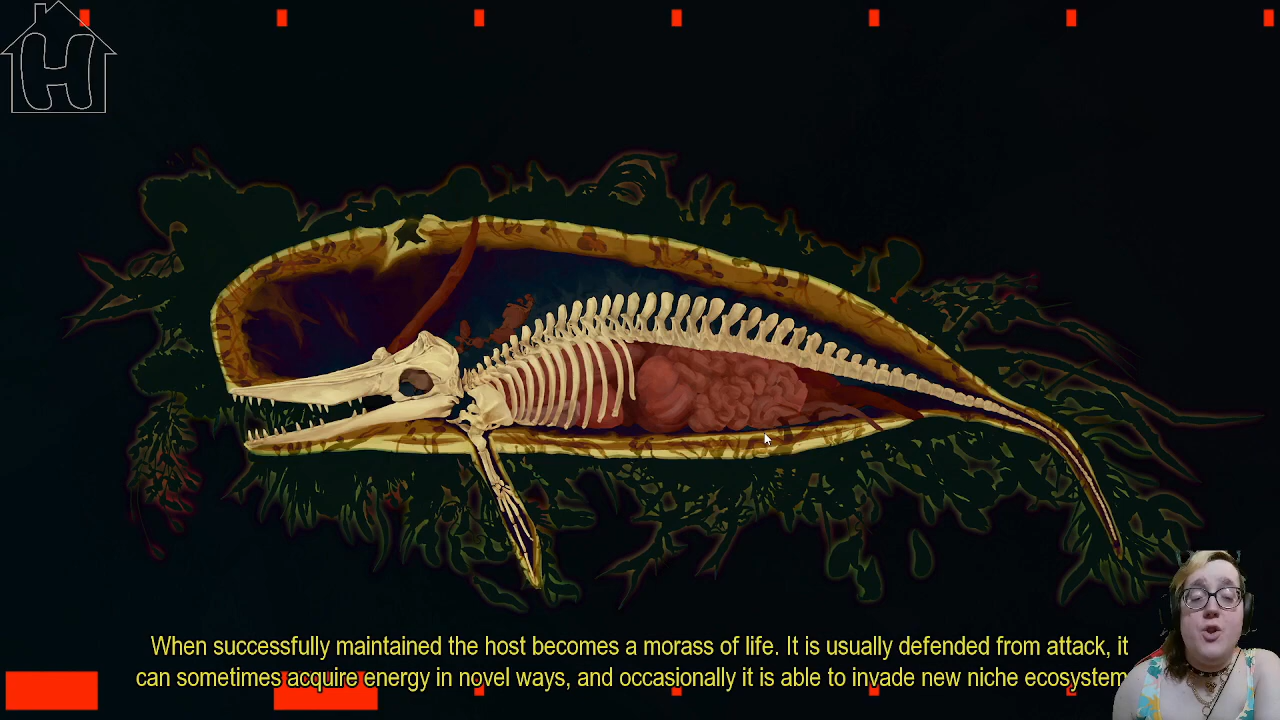 H
When successfully maintained the host becomes a morass of life. It is usually defended from attack, it
can sometimes acquire energy in novel ways, and occasionally it is able to invade new niche ecosystem